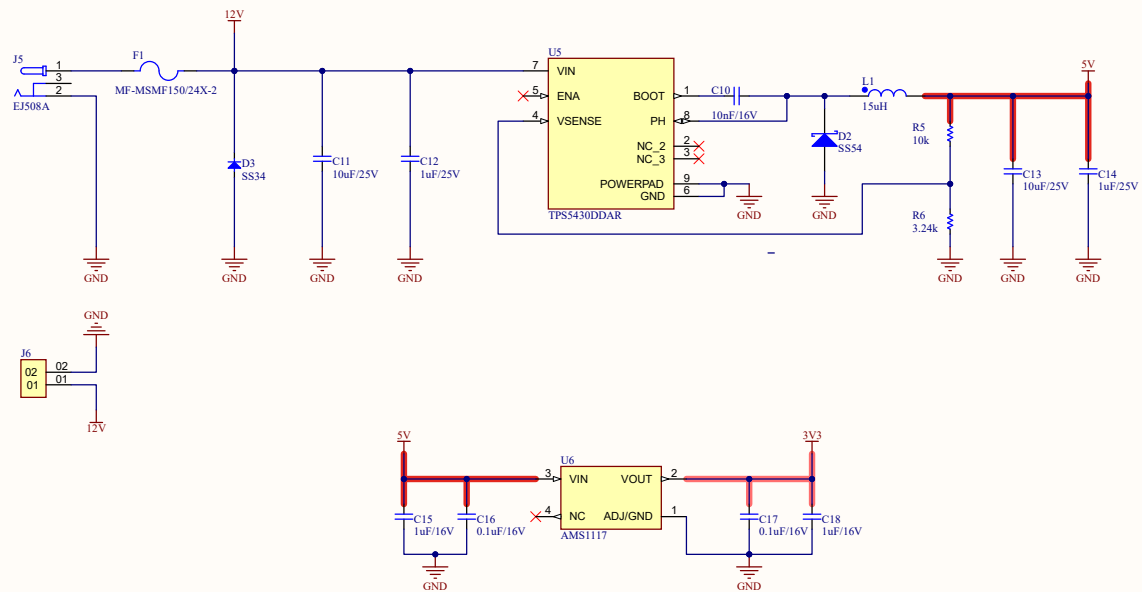 12V
J5
1
3
2
EJ508A
F1
MF-MSMF150/24X-2
GND
D3
SS34
GND
C11
10uF/25V
GND
C12
1uF/25V
GND
U5
7 VIN
5 ENA
4 VSENSE
BOOT 1
PH 8
NC_2 2
NC_3 3
POWERPAD 9
GND 6
TPS5430DDAR
GND
C10
10nF/16V
D2
SS54
GND
L1
15uH
5V
R5
10k
R6
3.24k
GND
C13
10uF/25V
GND
C14
1uF/25V
GND
GND
J6
02 02
01 01
12V
5V
C15
1uF/16V
C16
0.1uF/16V
GND
U6
3 VIN
4 NC
VOUT 2
ADJ/GND 1
AMS1117
3V3
C17
0.1uF/16V
C18
1uF/16V
GND